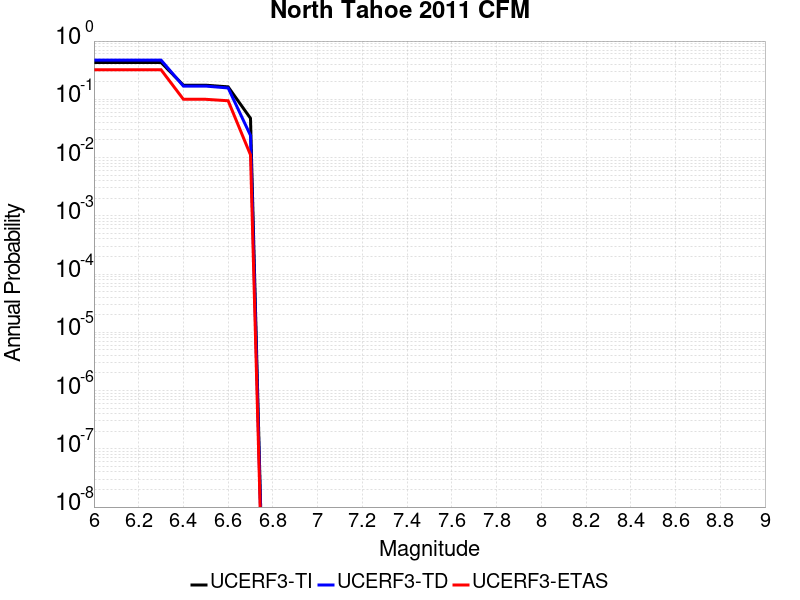 North Tahoe 2011 CFM
10^0
10^-1
10^-2
10^-3
10^-4
10^-5
10^-6
10^-7
10^-8
Annual Probability
6 6.2 6.4 6.6 6.8 7 7.2 7.4 7.6 7.8 8 8.2 8.4 8.6 8.8 9
Magnitude
UCERF3-TI UCERF3-TD UCERF3-ETAS